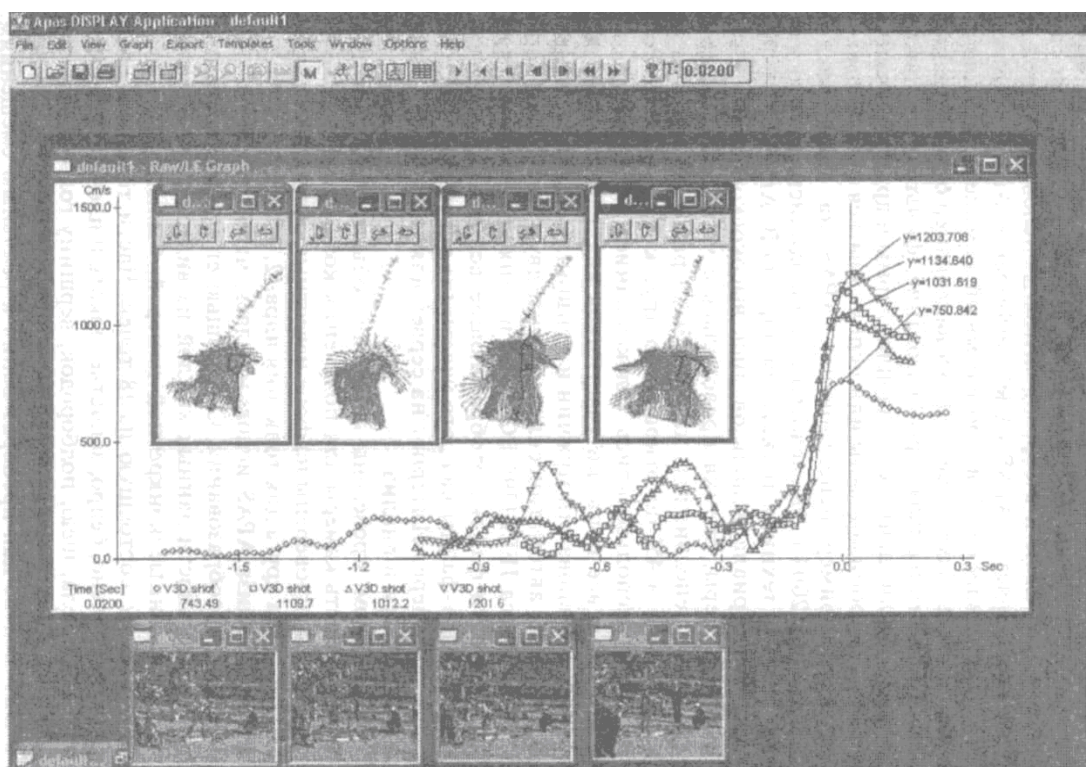 Apas DISPLAY Application - default1
File Edit View Graph Export Templates Tools Window Options Help
M T: 0.0200
default1 - Raw/LE Graph
Cm/s
1500.0
d... d... d... d...
y=1203.708
y=1134.640
y=1031.619
y=750.842
1000.0
500.0
0.0
-1.5 -1.2 -0.9 -0.6 -0.3 0.0 0.3 Sec
Time [Sec] V3D shot V3D shot V3D shot V3D shot
0.0200 743.49 1109.7 1012.2 1201.6
default...